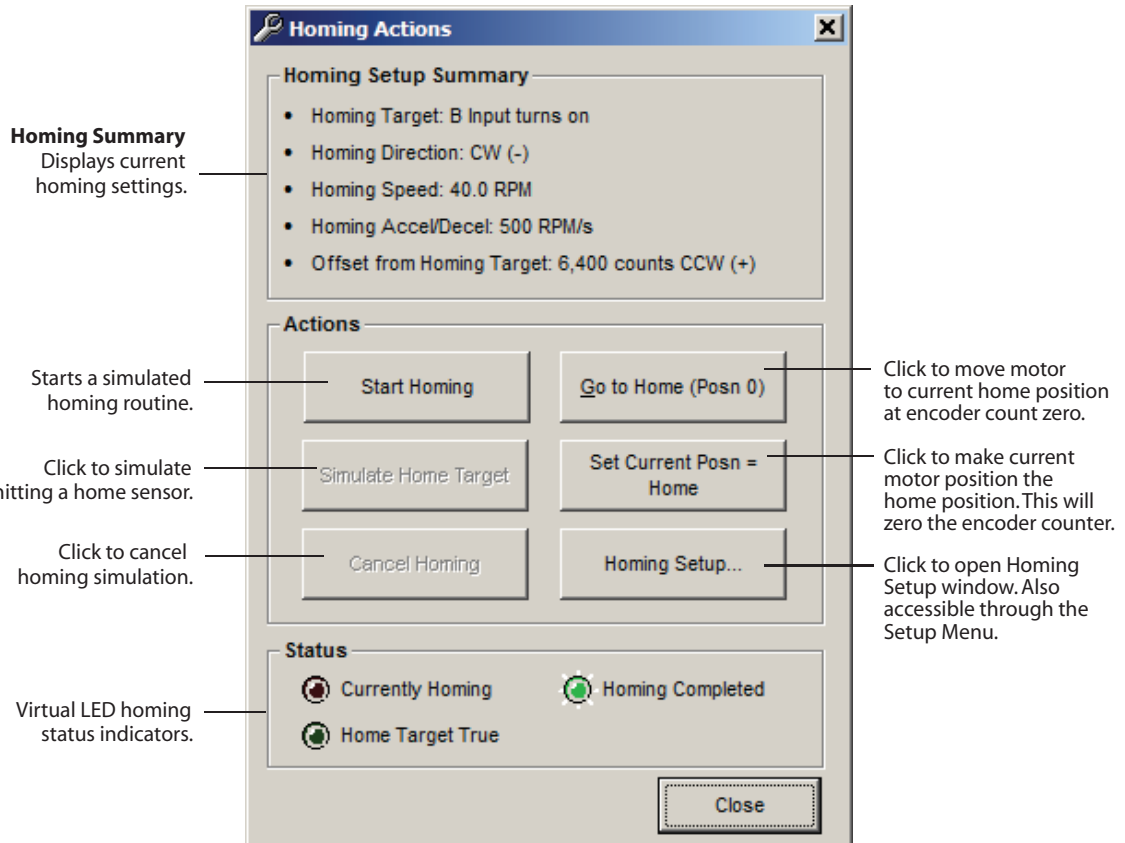 Homing Actions
Homing Setup Summary
• Homing Target: B Input turns on
• Homing Direction: CW (-)
• Homing Speed: 40.0 RPM
• Homing Accel/Decel: 500 RPM/s
• Offset from Homing Target: 6,400 counts CCW (+)
Homing Summary
Displays current
homing settings.
Actions
Start Homing
Go to Home (Posn 0)
Simulate Home Target
Set Current Posn =
Home
Cancel Homing
Homing Setup...
Starts a simulated
homing routine.
Click to simulate
hitting a home sensor.
Click to cancel
homing simulation.
Click to move motor
to current home position
at encoder count zero.
Click to make current
motor position the
home position. This will
zero the encoder counter.
Click to open Homing
Setup window. Also
accessible through the
Setup Menu.
Status
Currently Homing
Homing Completed
Home Target True
Virtual LED homing
status indicators.
Close